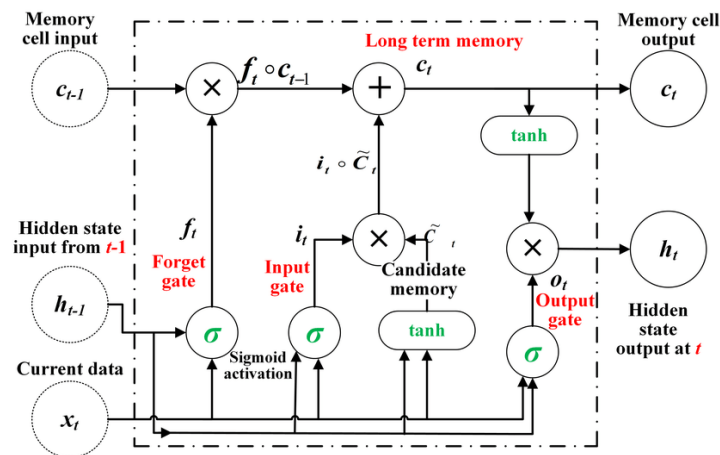 Memory
cell input
Long term memory
Memory cell
output
c_{t-1}
×
f_t ∘ c_{t-1}
+
c_t
c_t
tanh
i_t ∘ C̃_t
Hidden state
input from t-1
f_t
i_t
×
C̃_t
×
h_t
Forget
gate
Input
gate
Candidate
memory
o_t
Output
gate
Hidden
state
output at t
h_{t-1}
σ
σ
tanh
σ
Sigmoid
activation
Current data
x_t